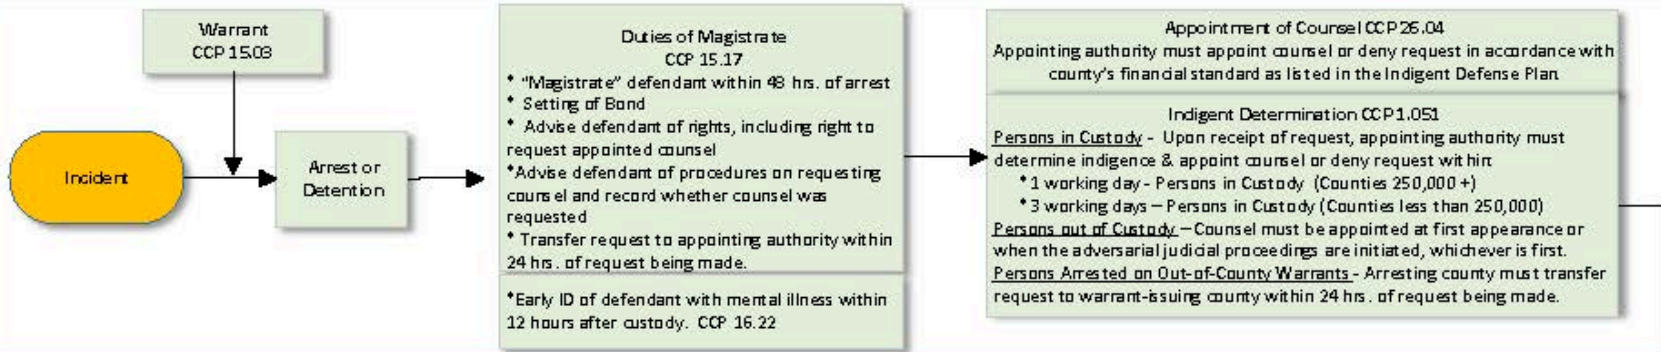 Warrant
CCP 15.03
Incident
Arrest or
Detention
Duties of Magistrate
CCP 15.17
* "Magistrate" defendant within 48 hrs. of arrest
* Setting of Bond
* Advise defendant of rights, including right to
request appointed counsel
*Advise defendant of procedures on requesting
counsel and record whether counsel was
requested
* Transfer request to appointing authority within
24 hrs. of request being made.
*Early ID of defendant with mental illness within
12 hours after custody. CCP 16.22
Appointment of Counsel CCP 26.04
Appointing authority must appoint counsel or deny request in accordance with
county's financial standard as listed in the Indigent Defense Plan.
Indigent Determination CCP 1.051
Persons in Custody - Upon receipt of request, appointing authority must
determine indigence & appoint counsel or deny request within:
* 1 working day - Persons in Custody (Counties 250,000 +)
* 3 working days – Persons in Custody (Counties less than 250,000)
Persons out of Custody – Counsel must be appointed at first appearance or
when the adversarial judicial proceedings are initiated, whichever is first.
Persons Arrested on Out-of-County Warrants - Arresting county must transfer
request to warrant-issuing county within 24 hrs. of request being made.